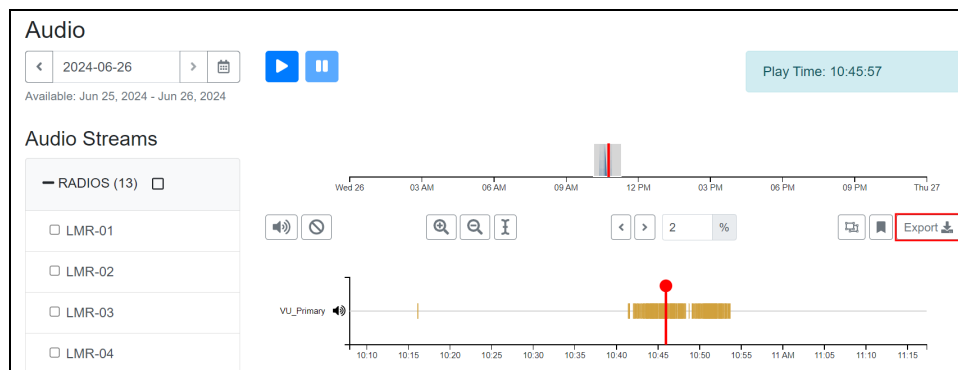 Audio
2024-06-26
Play Time: 10:45:57
Available: Jun 25, 2024 - Jun 26, 2024
Audio Streams
RADIOS (13)
Wed 26 03 AM 06 AM 09 AM 12 PM 03 PM 06 PM 09 PM Thu 27
LMR-01
2 %
Export
LMR-02
LMR-03
VU_Primary
LMR-04
10:10 10:15 10:20 10:25 10:30 10:35 10:40 10:45 10:50 10:55 11 AM 11:05 11:10 11:15